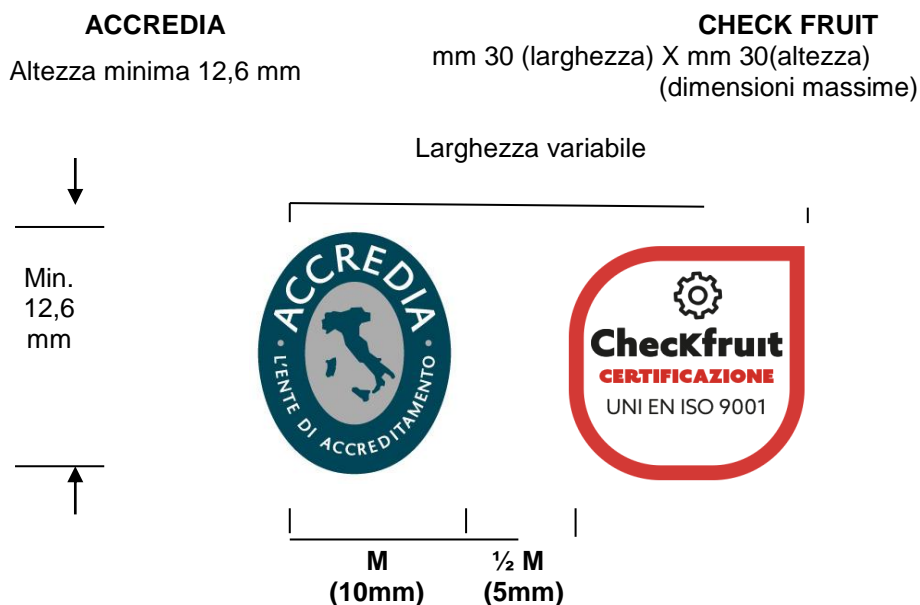 ACCREDIA
Altezza minima 12,6 mm
CHECK FRUIT
mm 30 (larghezza) X mm 30(altezza)
(dimensioni massime)
Larghezza variabile
Min.
12,6
mm
ACCREDIA
L'ENTE DI ACCREDITAMENTO
ChecKfruit
CERTIFICAZIONE
UNI EN ISO 9001
M
(10mm)
½ M
(5mm)